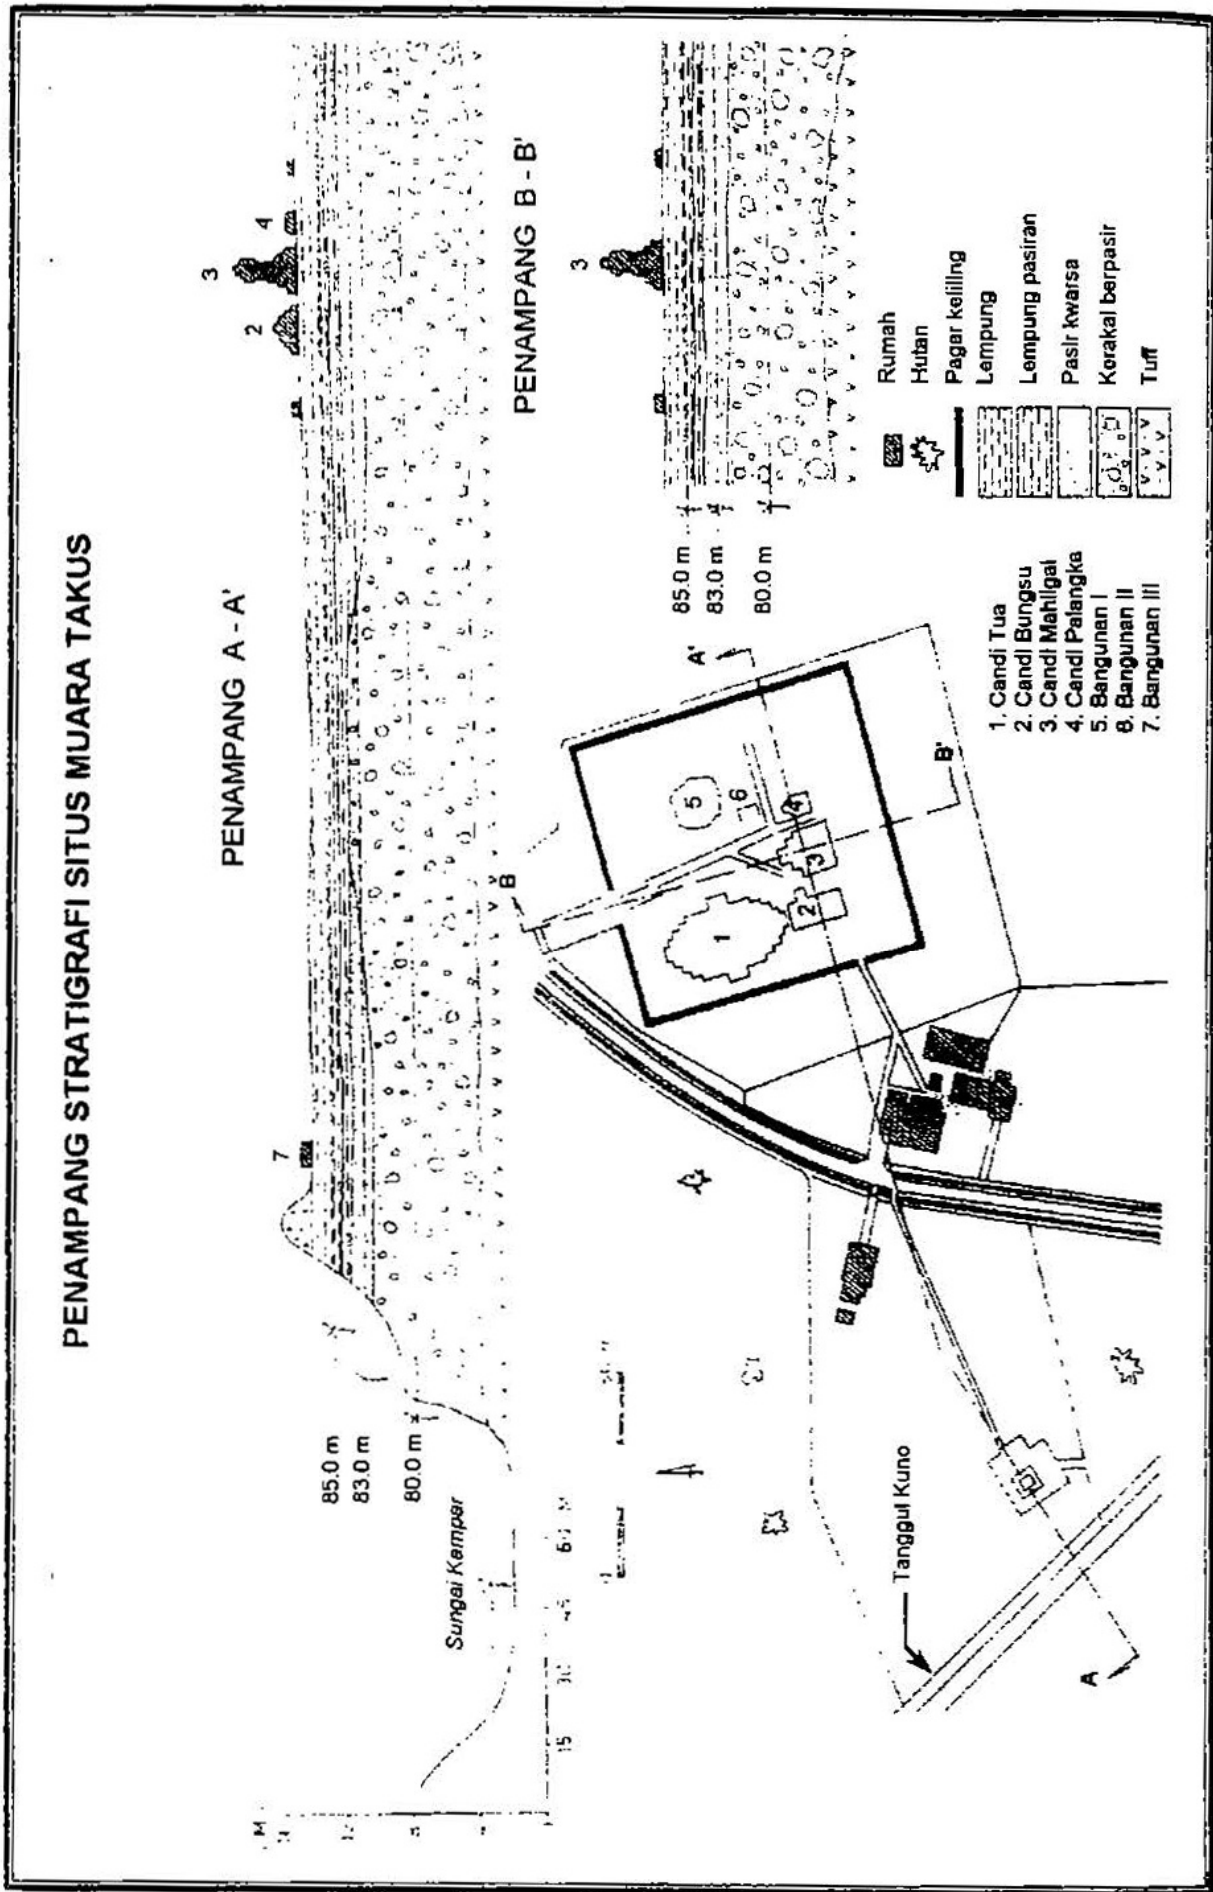 PENAMPANG STRATIGRAFI SITUS MUARA TAKUS
PENAMPANG A - A'
7
2
3
4
85.0 m
83.0 m
80.0 m
Sungai Kampar
M
15
30
45
60 M
PENAMPANG B - B'
3
85.0 m
83.0 m
80.0 m
B
A'
1
2
3
4
5
6
B'
A
Tanggul Kuno
1. Candi Tua
2. Candi Bungsu
3. Candi Mahligai
4. Candi Palangka
5. Bangunan I
6. Bangunan II
7. Bangunan III
Rumah
Hutan
Pagar keliling
Lempung
Lempung pasiran
Pasir kwarsa
Kerakal berpasir
Tuff